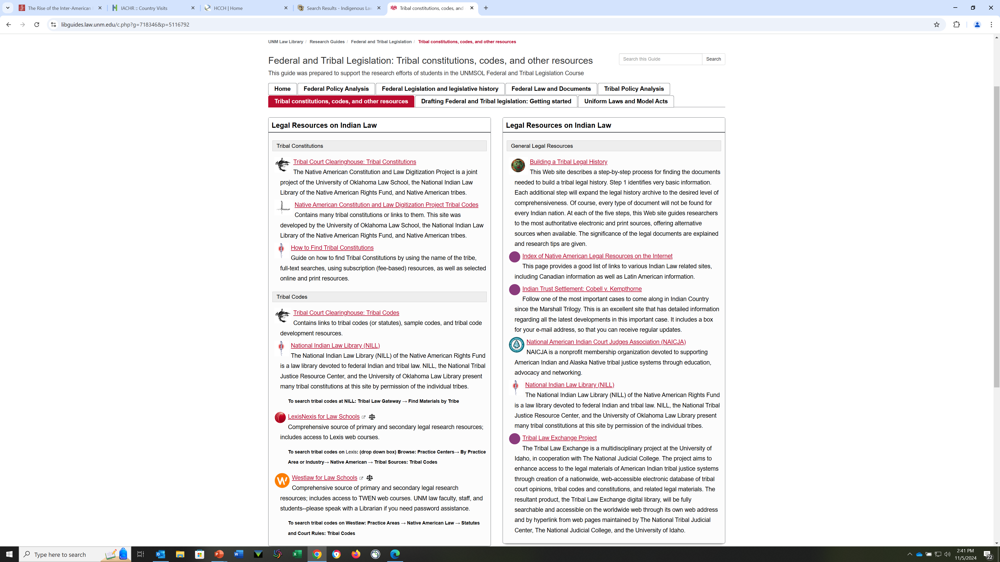 The Rise of the Inter-American
IACHR :: Country Visits
HCCH | Home
Search Results - Indigenous Law
Tribal constitutions, codes, and
libguides.law.unm.edu/c.php?g=718346&p=5116792
UNM Law Library / Research Guides / Federal and Tribal Legislation / Tribal constitutions, codes, and other resources
Federal and Tribal Legislation: Tribal constitutions, codes, and other resources
Search this Guide
Search
This guide was prepared to support the research efforts of students in the UNMSOL Federal and Tribal Legislation Course
Home
Federal Policy Analysis
Federal Legislation and legislative history
Federal Law and Documents
Tribal Policy Analysis
Tribal constitutions, codes, and other resources
Drafting Federal and Tribal legislation: Getting started
Uniform Laws and Model Acts
Legal Resources on Indian Law
Tribal Constitutions
Tribal Court Clearinghouse: Tribal Constitutions
The Native American Constitution and Law Digitization Project is a joint
project of the University of Oklahoma Law School, the National Indian Law
Library of the Native American Rights Fund, and Native American tribes.
Native American Constitution and Law Digitization Project Tribal Codes
Contains many tribal constitutions or links to them. This site was
developed by the University of Oklahoma Law School, the National Indian Law
Library of the Native American Rights Fund, and Native American tribes.
How to Find Tribal Constitutions
Guide on how to find Tribal Constitutions by using the name of the tribe,
full-text searches, using subscription (fee-based) resources, as well as selected
online and print resources.
Tribal Codes
Tribal Court Clearinghouse: Tribal Codes
Contains links to tribal codes (or statutes), sample codes, and tribal code
development resources.
National Indian Law Library (NILL)
The National Indian Law Library (NILL) of the Native American Rights Fund
is a law library devoted to federal Indian and tribal law. NILL, the National Tribal
Justice Resource Center, and the University of Oklahoma Law Library present
many tribal constitutions at this site by permission of the individual tribes.
To search tribal codes at NILL: Tribal Law Gateway → Find Materials by Tribe
LexisNexis for Law Schools
Comprehensive source of primary and secondary legal research resources;
includes access to Lexis web courses.
To search tribal codes on Lexis: (drop down box) Browse: Practice Centers→ By Practice
Area or Industry→ Native American → Tribal Sources: Tribal Codes
Westlaw for Law Schools
Comprehensive source of primary and secondary legal research
resources; includes access to TWEN web courses. UNM law faculty, staff, and
students--please speak with a Librarian if you need password assistance.
To search tribal codes on Westlaw: Practice Areas → Native American Law → Statutes
and Court Rules: Tribal Codes
Legal Resources on Indian Law
General Legal Resources
Building a Tribal Legal History
This Web site describes a step-by-step process for finding the documents
needed to build a tribal legal history. Step 1 identifies very basic information.
Each additional step will expand the legal history archive to the desired level of
comprehensiveness. Of course, every type of document will not be found for
every Indian nation. At each of the five steps, this Web site guides researchers
to the most authoritative electronic and print sources, offering alternative
sources when available. The significance of the legal documents are explained
and research tips are given.
Index of Native American Legal Resources on the Internet
This page provides a good list of links to various Indian Law related sites,
including Canadian information as well as Latin American information.
Indian Trust Settlement: Cobell v. Kempthorne
Follow one of the most important cases to come along in Indian Country
since the Marshall Trilogy. This is an excellent site that has detailed information
regarding all the latest developments in this important case. It includes a box
for your e-mail address, so that you can receive regular updates.
National American Indian Court Judges Association (NAICJA)
NAICJA is a nonprofit membership organization devoted to supporting
American Indian and Alaska Native tribal justice systems through education,
advocacy and networking.
National Indian Law Library (NILL)
The National Indian Law Library (NILL) of the Native American Rights Fund
is a law library devoted to federal Indian and tribal law. NILL, the National Tribal
Justice Resource Center, and the University of Oklahoma Law Library present
many tribal constitutions at this site by permission of the individual tribes.
Tribal Law Exchange Project
The Tribal Law Exchange is a multidisciplinary project at the University of
Idaho, in cooperation with The National Judicial College. The project aims to
enhance access to the legal materials of American Indian tribal justice systems
through creation of a nationwide, web-accessible electronic database of tribal
court opinions, tribal codes and constitutions, and related legal materials. The
resultant product, the Tribal Law Exchange digital library, will be fully
searchable and accessible on the worldwide web through its own web address
and by hyperlink from web pages maintained by The National Tribal Judicial
Center, The National Judicial College, and the University of Idaho.
Type here to search
2:41 PM
11/5/2024
22